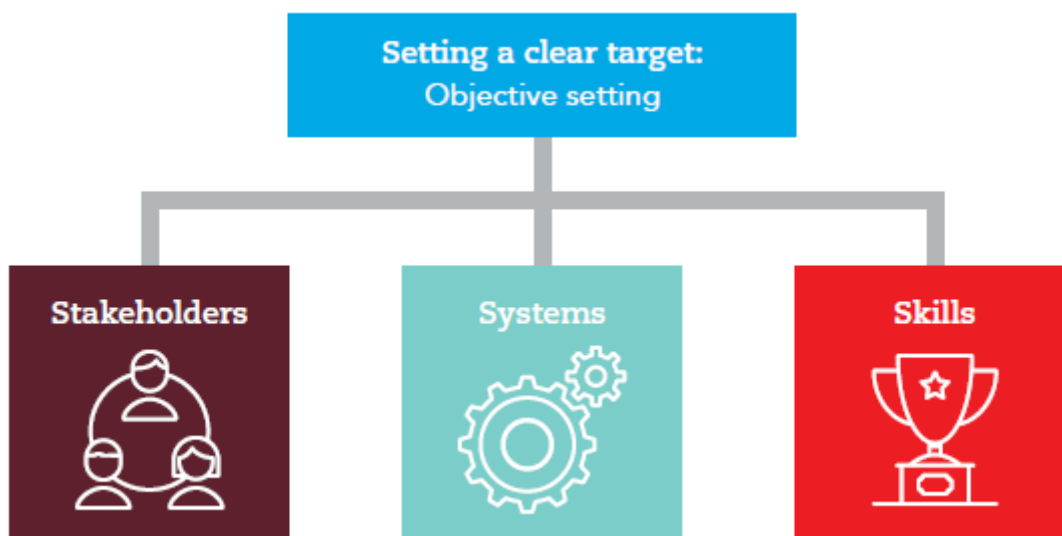 Setting a clear target:
Objective setting
Stakeholders
Systems
Skills